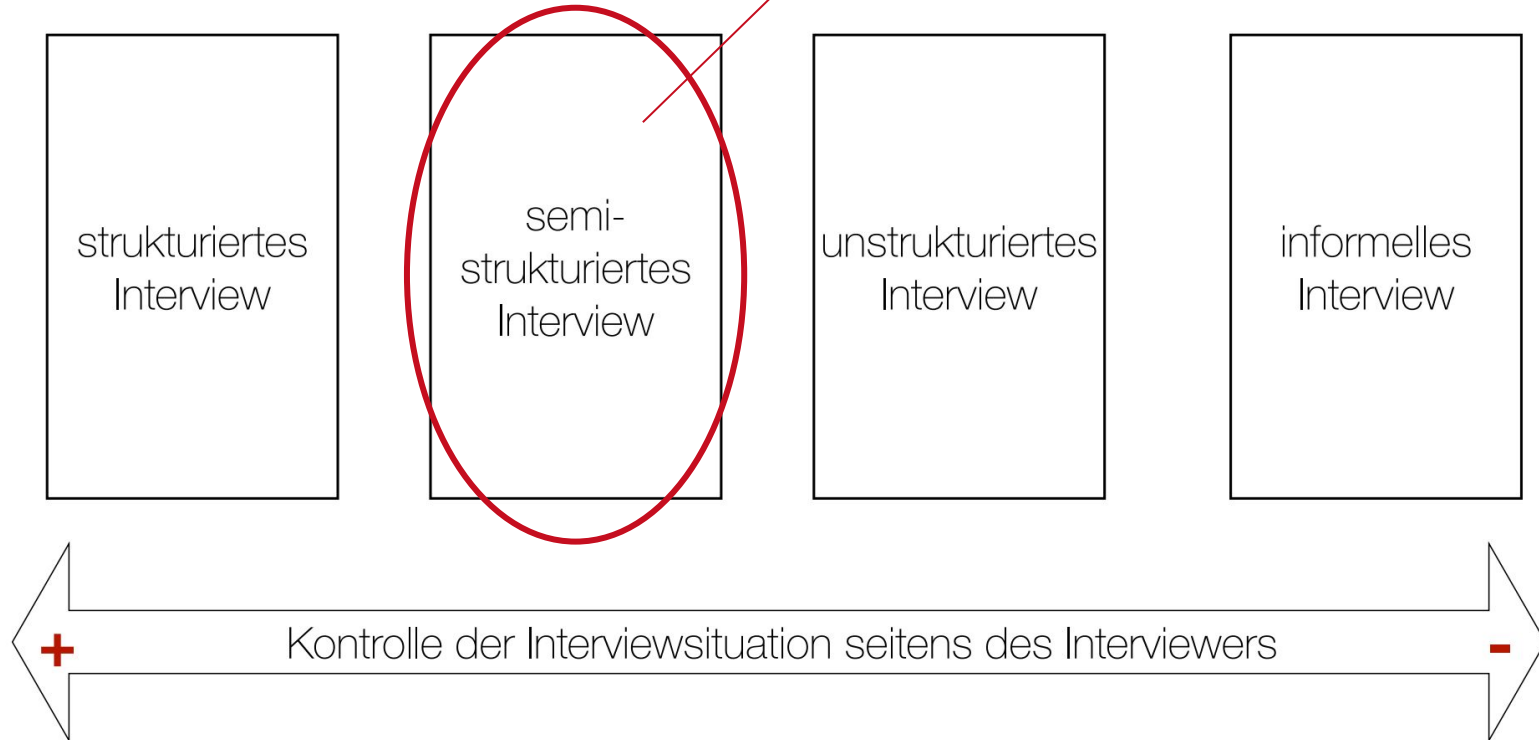 strukturiertes
Interview
semi-
strukturiertes
Interview
unstrukturiertes
Interview
informelles
Interview
+ Kontrolle der Interviewsituation seitens des Interviewers -